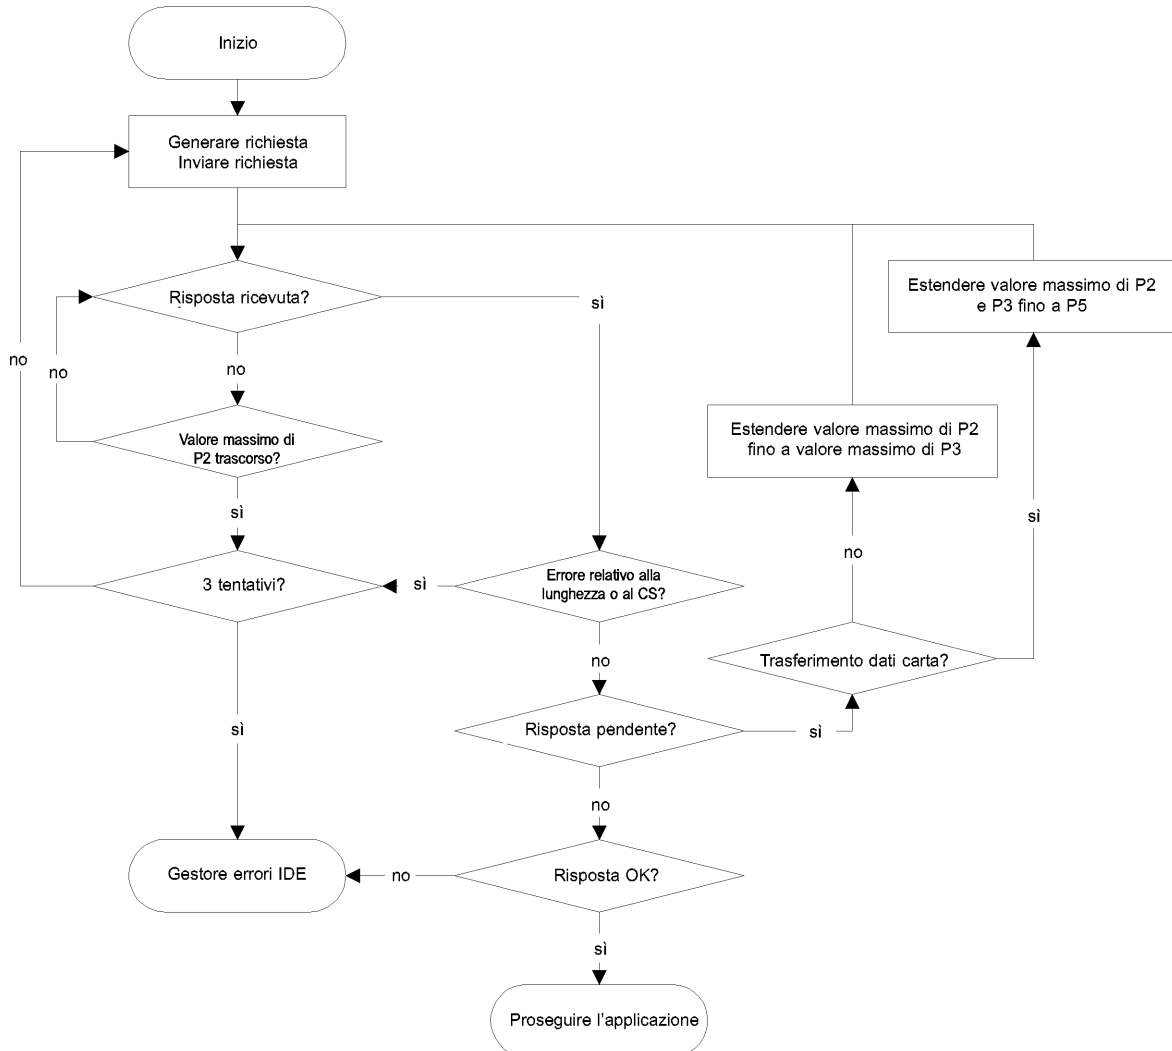 Inizio
Generare richiesta
Inviare richiesta
Risposta ricevuta?
sì
Estendere valore massimo di P2
e P3 fino a P5
no
no
no
Valore massimo di
P2 trascorso?
Estendere valore massimo di P2
fino a valore massimo di P3
sì
sì
no
3 tentativi?
sì
Errore relativo alla
lunghezza o al CS?
no
Trasferimento dati carta?
sì
Risposta pendente?
sì
no
Gestore errori IDE
no
Risposta OK?
sì
Proseguire l'applicazione